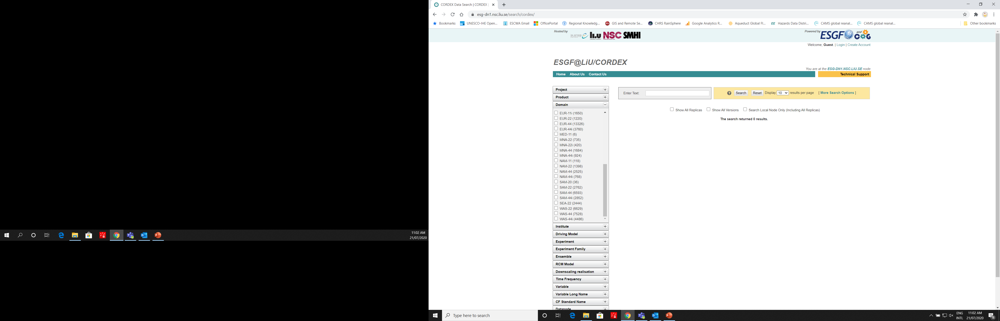 11:02 AM
21/07/2020
CORDEX Data Search | CORDEX |
esg-dn1.nsc.liu.se/search/cordex/
Bookmarks UNESCO-IHE Open... ESCWA Email OfficePortal Regional Knowledg... GIS and Remote Se... CHRS RainSphere Google Analytics R... Aqueduct Global Fl... Hazards Data Distri... CAMS global reanal... CAMS global reanal... Other bookmarks
Hosted by
li.u NSC SMHI
Powered by ESGF and COG
Welcome, Guest. | Login | Create Account
ESGF@LiU/CORDEX
You are at the ESG-DN1.NSC.LIU.SE node
Home About Us Contact Us
Technical Support
Project
Product
Domain
EUR-11i (1650)
EUR-22 (1220)
EUR-44 (13326)
EUR-44i (3760)
MED-11 (6)
MNA-22 (735)
MNA-22i (420)
MNA-44 (1684)
MNA-44i (924)
NAM-11 (118)
NAM-22 (1398)
NAM-44 (2525)
NAM-44i (768)
SAM-20 (36)
SAM-22 (2762)
SAM-44 (6593)
SAM-44i (2852)
SEA-22 (2444)
WAS-22 (6629)
WAS-44 (7528)
WAS-44i (4486)
Institute
Driving Model
Experiment
Experiment Family
Ensemble
RCM Model
Downscaling realisation
Time Frequency
Variable
Variable Long Name
CF Standard Name
Datanode
Enter Text:
Search Reset Display 10 results per page [ More Search Options ]
Show All Replicas Show All Versions Search Local Node Only (Including All Replicas)
The search returned 0 results.
Type here to search
ENG
INTL
11:02 AM
21/07/2020
18